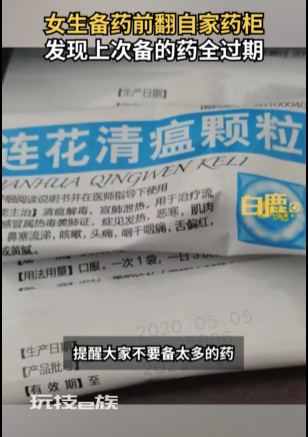 女生备药前翻自家药柜
发现上次备的药全过期
【生产日期】
连花清瘟颗粒
LIANHUA QINGWEN KELI
详细阅读说明书并在医师指导下使用
能主治】清瘟解毒，宣肺泄热。用于治疗流
感冒属热毒袭肺证，症见发热，恶寒，肌肉
鼻塞流涕，咳嗽，头痛，咽干咽痛，舌偏红，
或黄腻。
白鹿
【用法用量】口服。一次1袋，一日3
2020.05.05
【生产日期】
提醒大家不要备太多的药
【产品批号】
【有效期】至
玩技e族